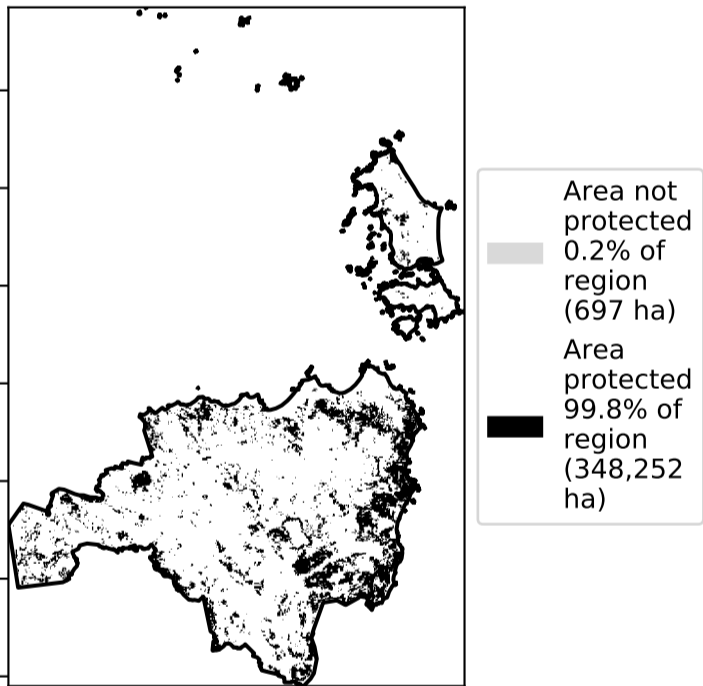 Area not
protected
0.2% of
region
(697 ha)
Area
protected
99.8% of
region
(348,252
ha)